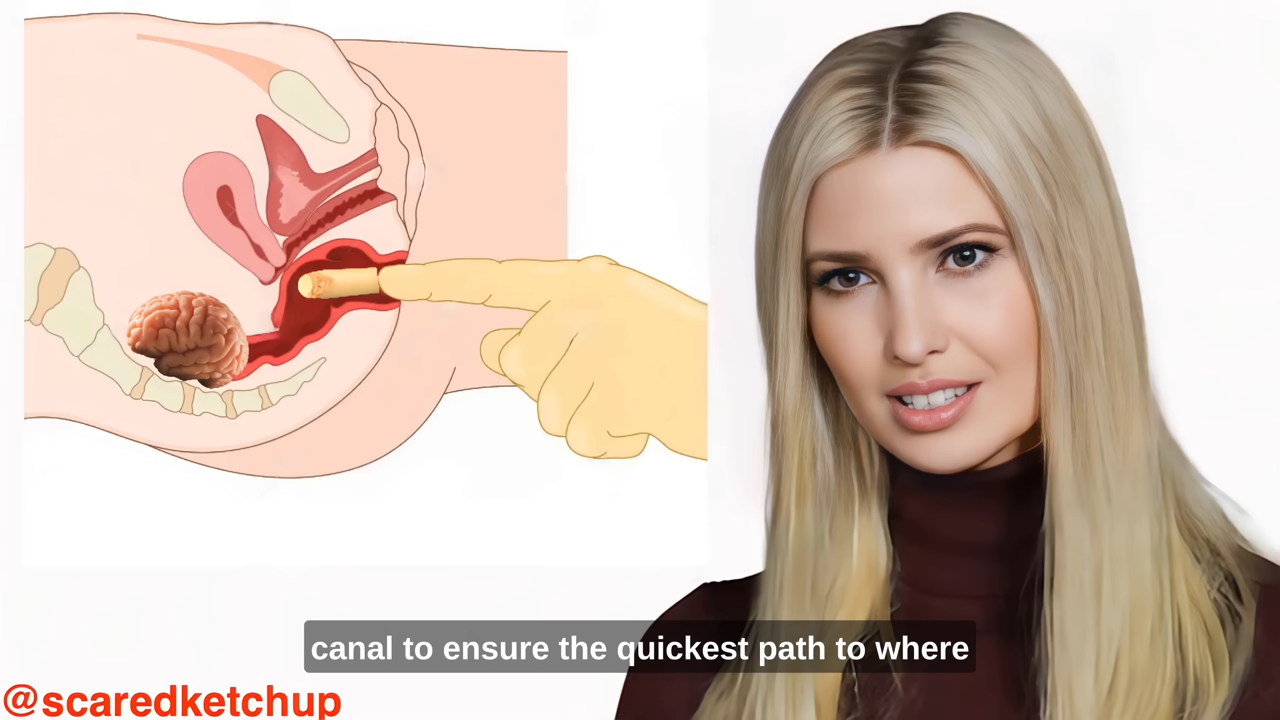 canal to ensure the quickest path to where
@scaredketchup